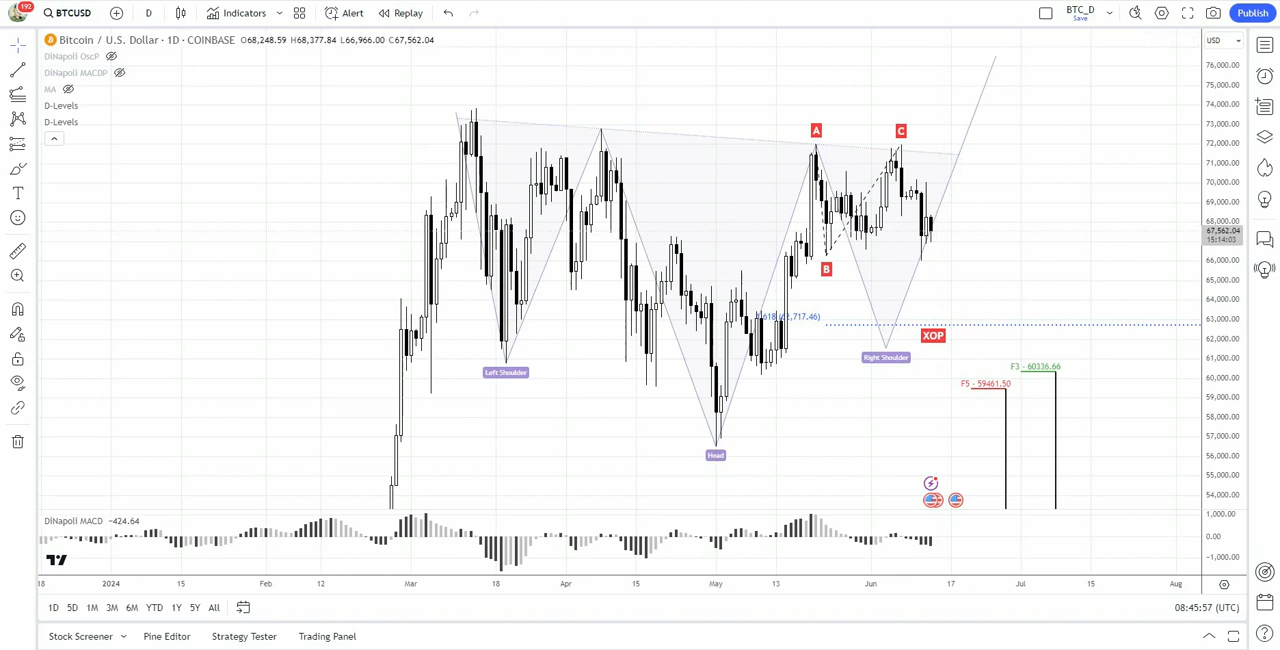 192
BTCUSD
D
Indicators
Alert
Replay
BTC_D
Save
Publish
Bitcoin / U.S. Dollar · 1D · COINBASE O68,248.59 H68,377.84 L66,966.00 C67,562.04
USD
DiNapoli OscP
DiNapoli MACDP
MA
D-Levels
D-Levels
76,000.00
75,000.00
74,000.00
73,000.00
72,000.00
71,000.00
70,000.00
69,000.00
68,000.00
67,562.04
15:14:03
66,000.00
65,000.00
64,000.00
63,000.00
62,000.00
61,000.00
60,000.00
59,000.00
58,000.00
57,000.00
56,000.00
55,000.00
54,000.00
A
C
B
XOP
Right Shoulder
Left Shoulder
Head
F3 - 60336.66
F5 - 59461.50
DiNapoli MACD −424.64
1,000.00
0.00
−1,000.00
18 2024 15 Feb 12 Mar 18 Apr 15 May 13 Jun 17 Jul 15 Aug
1D 5D 1M 3M 6M YTD 1Y 5Y All
08:45:57 (UTC)
Stock Screener Pine Editor Strategy Tester Trading Panel